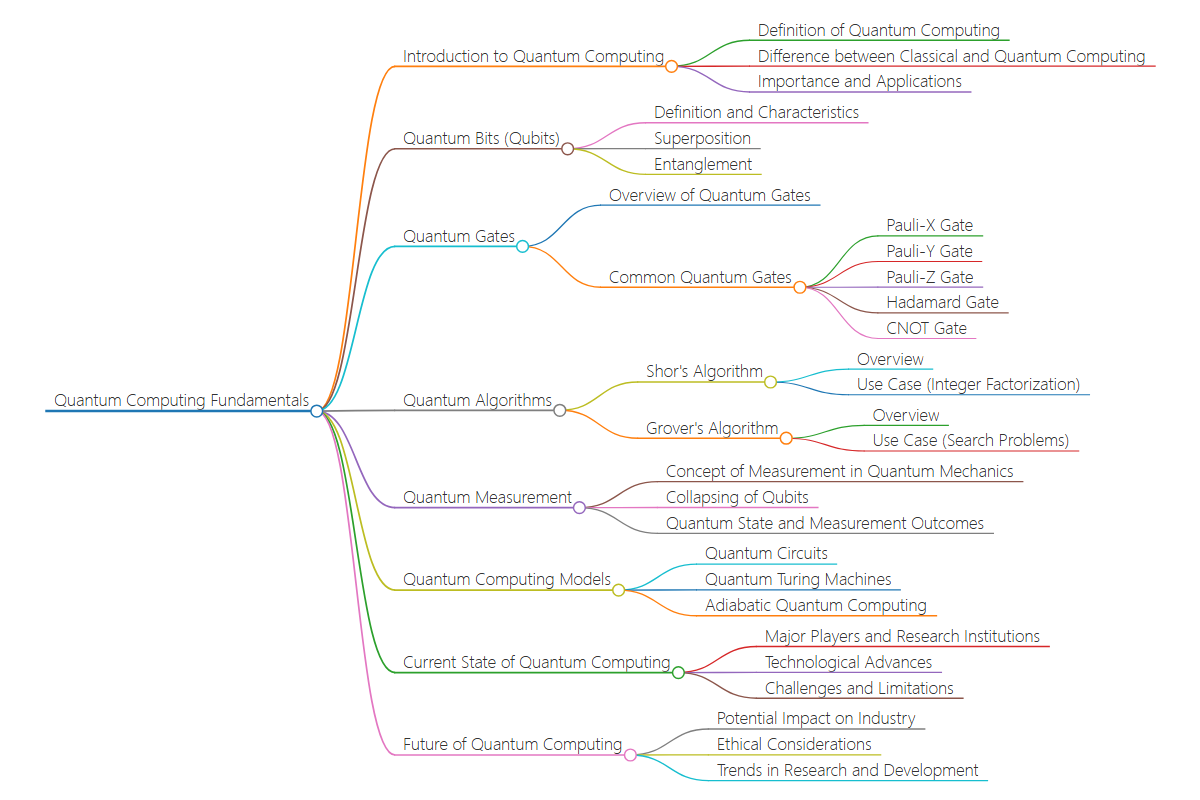 Quantum Computing Fundamentals
Introduction to Quantum Computing
Definition of Quantum Computing
Difference between Classical and Quantum Computing
Importance and Applications
Quantum Bits (Qubits)
Definition and Characteristics
Superposition
Entanglement
Quantum Gates
Overview of Quantum Gates
Common Quantum Gates
Pauli-X Gate
Pauli-Y Gate
Pauli-Z Gate
Hadamard Gate
CNOT Gate
Quantum Algorithms
Shor's Algorithm
Overview
Use Case (Integer Factorization)
Grover's Algorithm
Overview
Use Case (Search Problems)
Quantum Measurement
Concept of Measurement in Quantum Mechanics
Collapsing of Qubits
Quantum State and Measurement Outcomes
Quantum Computing Models
Quantum Circuits
Quantum Turing Machines
Adiabatic Quantum Computing
Current State of Quantum Computing
Major Players and Research Institutions
Technological Advances
Challenges and Limitations
Future of Quantum Computing
Potential Impact on Industry
Ethical Considerations
Trends in Research and Development